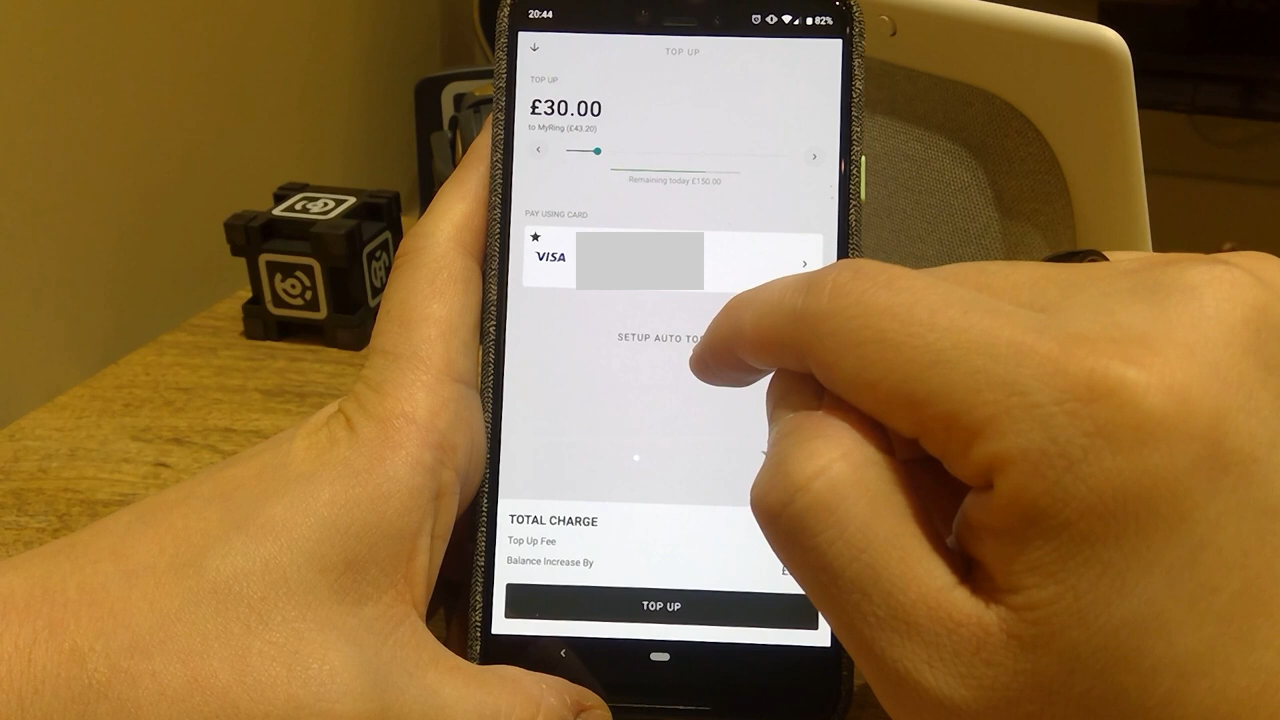 20:44
82%
TOP UP
TOP UP
£30.00
to MyRing (£43.20)
Remaining today £150.00
PAY USING CARD
VISA
SETUP AUTO TO
TOTAL CHARGE
Top Up Fee
Balance Increase By
£
TOP UP